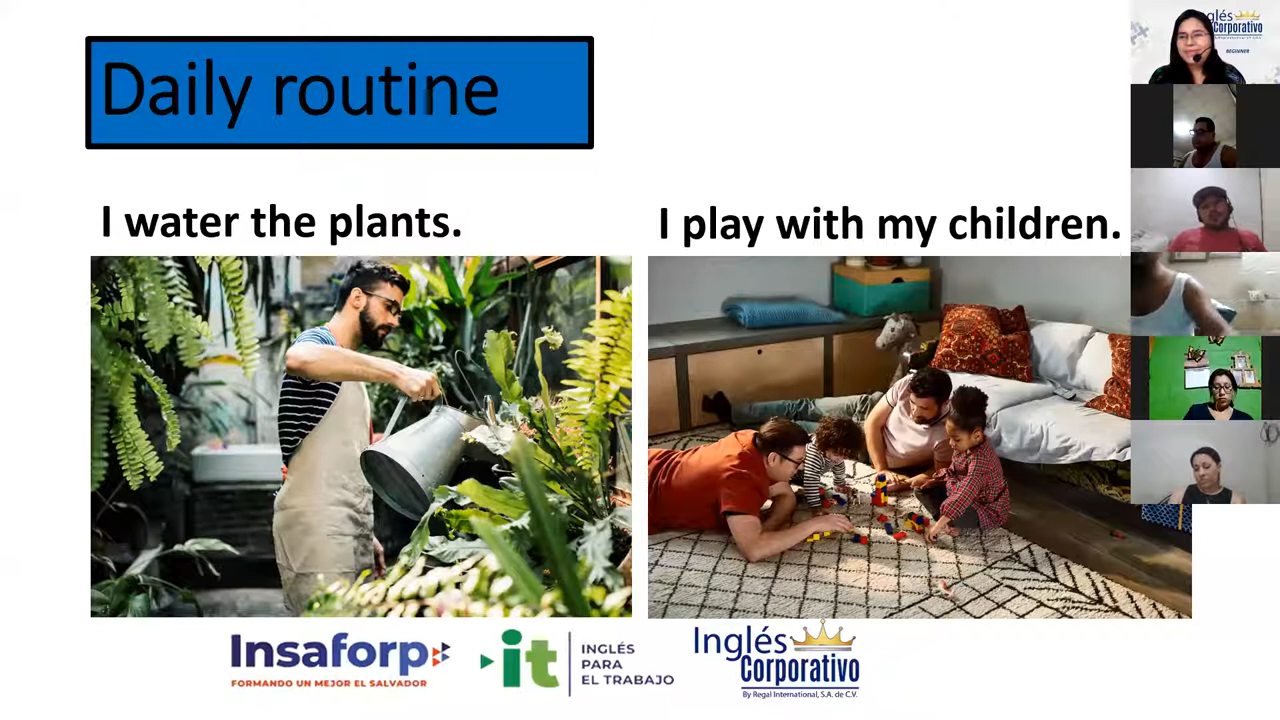 Daily routine
I water the plants.
I play with my children.
Insaforp
FORMANDO UN MEJOR EL SALVADOR
it
INGLÉS
PARA
EL TRABAJO
Inglés
Corporativo
By Regal International, S.A. de C.V.
glés
Corporativo
BEGINNER